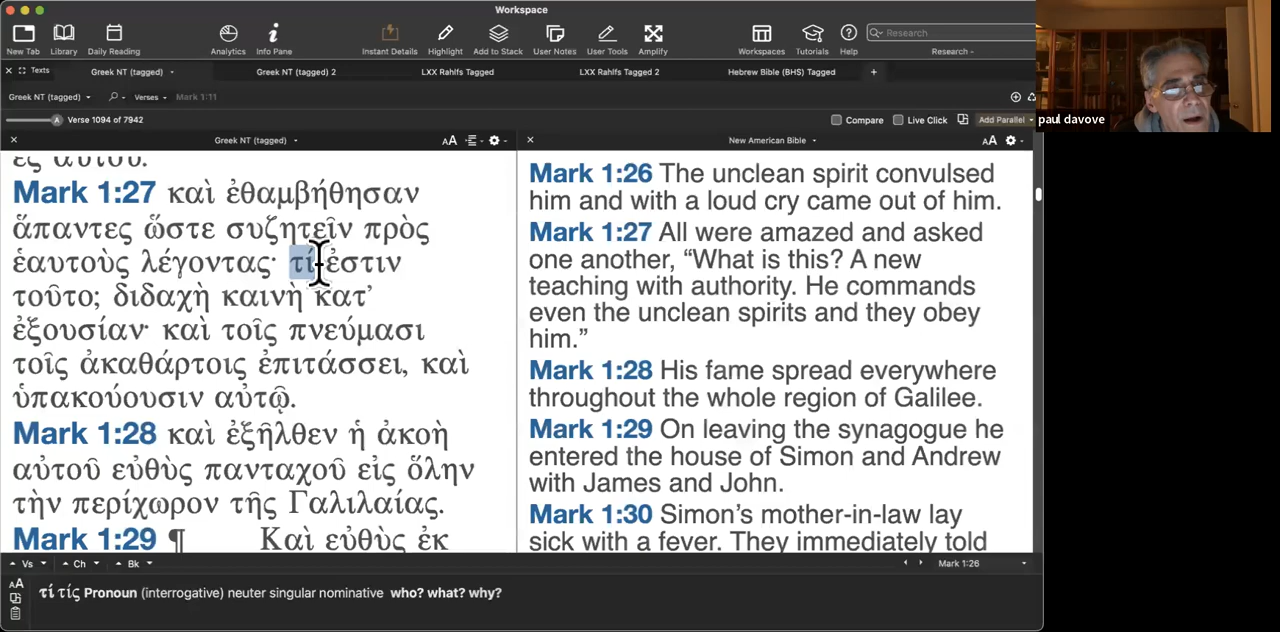 Workspace
New Tab Library Daily Reading Analytics Info Pane Instant Details Highlight Add to Stack User Notes User Tools Amplify Workspaces Tutorials Help Research
Research
Texts Greek NT (tagged) Greek NT (tagged) 2 LXX Rahlfs Tagged LXX Rahlfs Tagged 2 Hebrew Bible (BHS) Tagged +
Greek NT (tagged) Verses Mark 1:11
Verse 1094 of 7942 Compare Live Click Add Parallel
paul davove
Greek NT (tagged) AA
ἐξ αὐτοῦ.
Mark 1:27 καὶ ἐθαμβήθησαν
ἅπαντες ὥστε συζητεῖν πρὸς
ἑαυτοὺς λέγοντας· τί ἐστιν
τοῦτο; διδαχὴ καινὴ κατ’
ἐξουσίαν· καὶ τοῖς πνεύμασι
τοῖς ἀκαθάρτοις ἐπιτάσσει, καὶ
ὑπακούουσιν αὐτῷ.
Mark 1:28 καὶ ἐξῆλθεν ἡ ἀκοὴ
αὐτοῦ εὐθὺς πανταχοῦ εἰς ὅλην
τὴν περίχωρον τῆς Γαλιλαίας.
Mark 1:29 ¶ Καὶ εὐθὺς ἐκ
New American Bible AA
Mark 1:26 The unclean spirit convulsed
him and with a loud cry came out of him.
Mark 1:27 All were amazed and asked
one another, “What is this? A new
teaching with authority. He commands
even the unclean spirits and they obey
him.”
Mark 1:28 His fame spread everywhere
throughout the whole region of Galilee.
Mark 1:29 On leaving the synagogue he
entered the house of Simon and Andrew
with James and John.
Mark 1:30 Simon’s mother-in-law lay
sick with a fever. They immediately told
Vs Ch Bk Mark 1:26
AA
τί τίς Pronoun (interrogative) neuter singular nominative who? what? why?